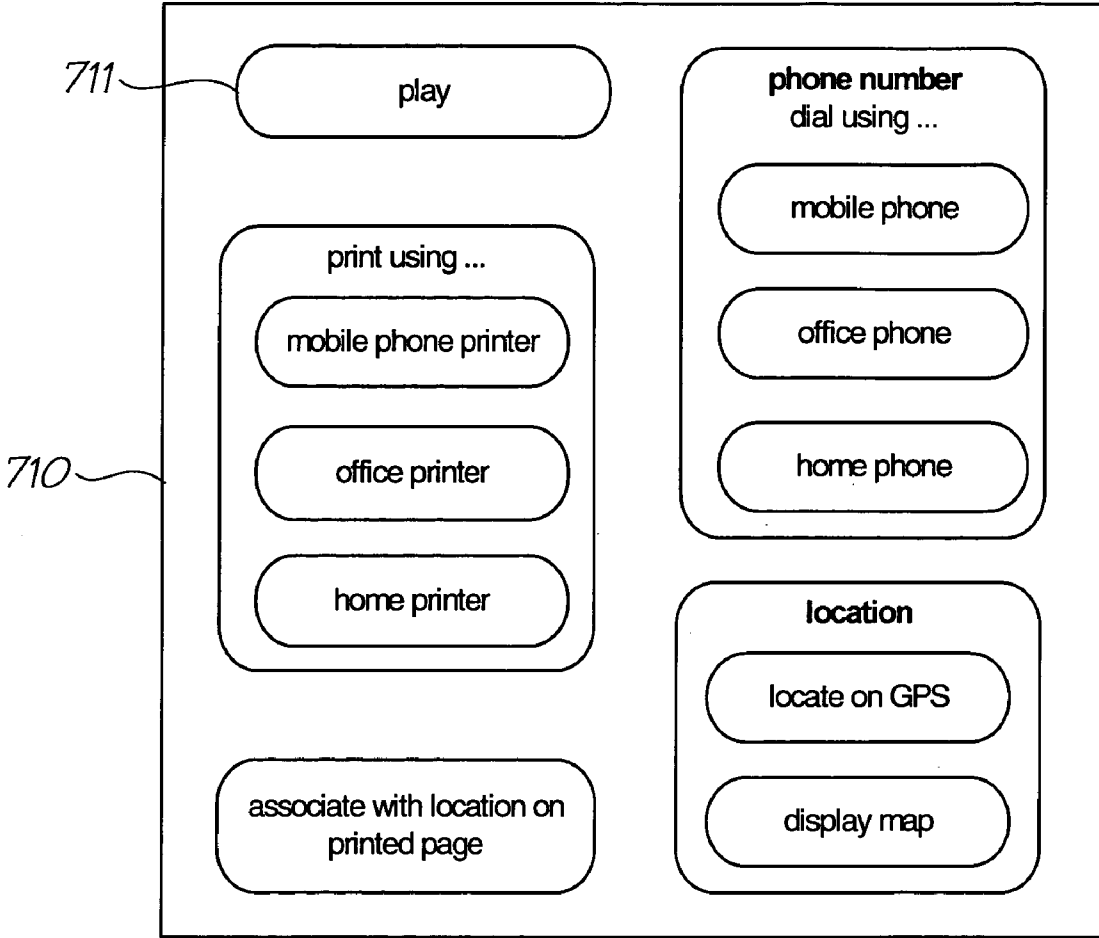 711
play
print using ...
mobile phone printer
office printer
home printer
710
associate with location on
printed page
phone number
dial using ...
mobile phone
office phone
home phone
location
locate on GPS
display map